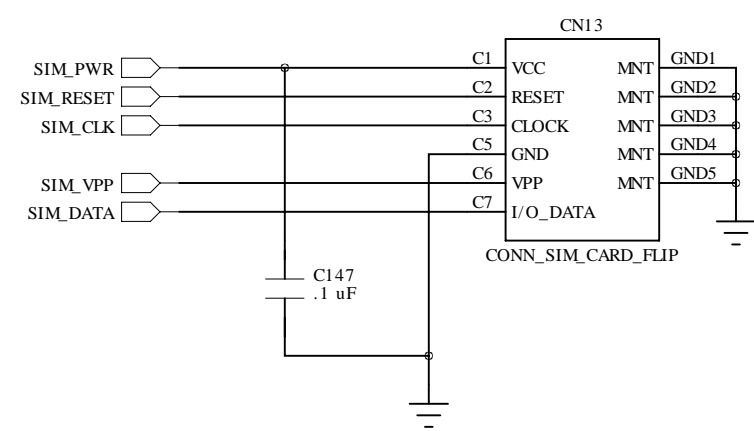 CN13
SIM_PWR C1 VCC MNT GND1
SIM_RESET C2 RESET MNT GND2
SIM_CLK C3 CLOCK MNT GND3
C5 GND MNT GND4
SIM_VPP C6 VPP MNT GND5
SIM_DATA C7 I/O_DATA
CONN_SIM_CARD_FLIP
C147
.1 uF